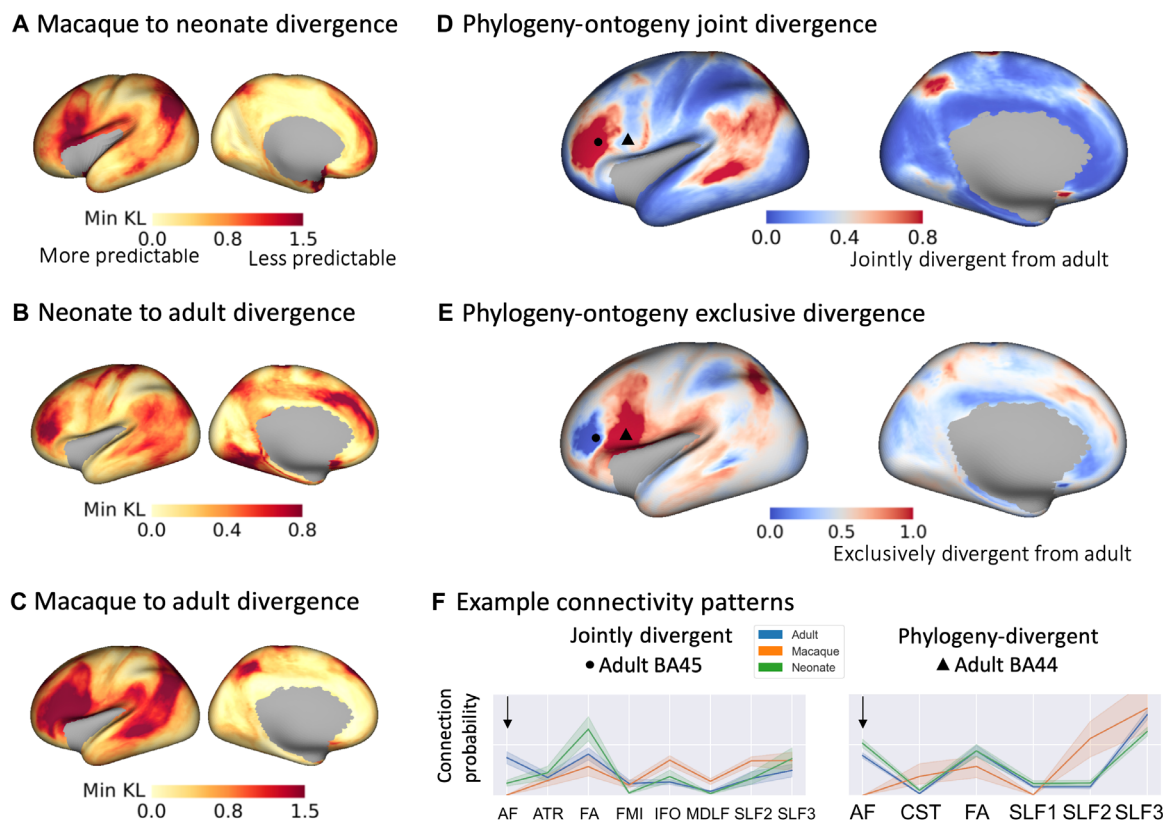 A Macaque to neonate divergence
Min KL
0.0 0.8 1.5
More predictable Less predictable
B Neonate to adult divergence
Min KL
0.0 0.4 0.8
C Macaque to adult divergence
Min KL
0.0 0.8 1.5
D Phylogeny-ontogeny joint divergence
0.0 0.4 0.8
Jointly divergent from adult
E Phylogeny-ontogeny exclusive divergence
0.0 0.5 1.0
Exclusively divergent from adult
F Example connectivity patterns
Jointly divergent
● Adult BA45
Adult
Macaque
Neonate
Phylogeny-divergent
▲ Adult BA44
Connection
probability
AF ATR FA FMI IFO MDLF SLF2 SLF3
AF CST FA SLF1 SLF2 SLF3